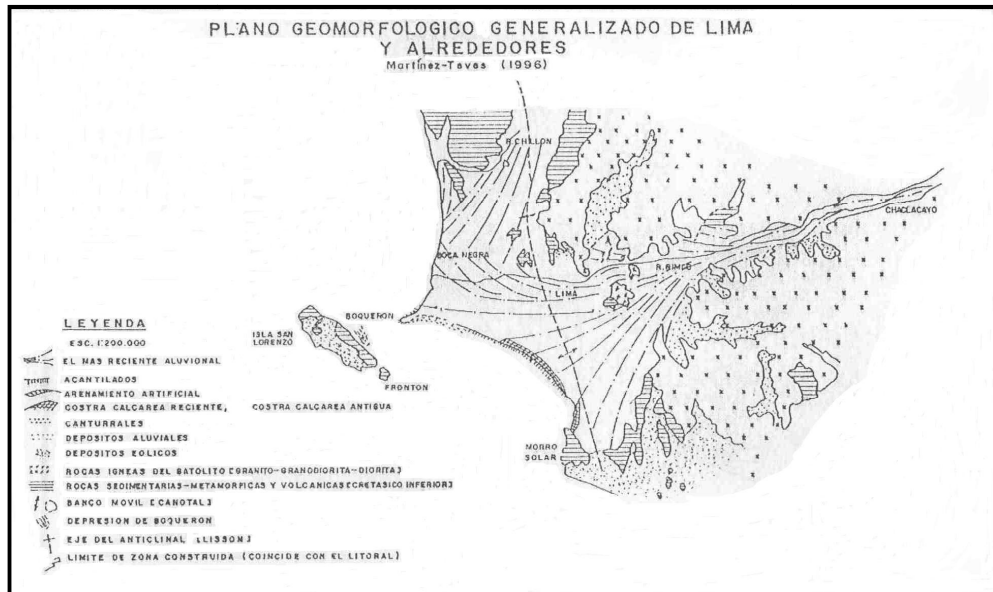 PLANO GEOMORFOLOGICO GENERALIZADO DE LIMA
Y ALREDEDORES
Martínez-Tevas (1996)
R. CHILLON
CHACLACAYO
BOCA NEGRA
R. RIMAC
LIMA
BOQUERON
ISLA SAN
LORENZO
FRONTON
MORRO
SOLAR
LEYENDA
ESC. 1:200.000
EL MAS RECIENTE ALUVIONAL
ACANTILADOS
ARENAMIENTO ARTIFICIAL
COSTRA CALCAREA RECIENTE, COSTRA CALCAREA ANTIGUA
CANTURRALES
DEPOSITOS ALUVIALES
DEPOSITOS EOLICOS
ROCAS IGNEAS DEL BATOLITO [GRANITO-GRANODIORITA-DIORITA]
ROCAS SEDIMENTARIAS-METAMORFICAS Y VOLCANICAS [CRETASICO INFERIOR]
BANCO MOVIL [CANOTAL]
DEPRESION DE BOQUERON
EJE DEL ANTICLINAL [LISSON]
LIMITE DE ZONA CONSTRUIDA (COINCIDE CON EL LITORAL)